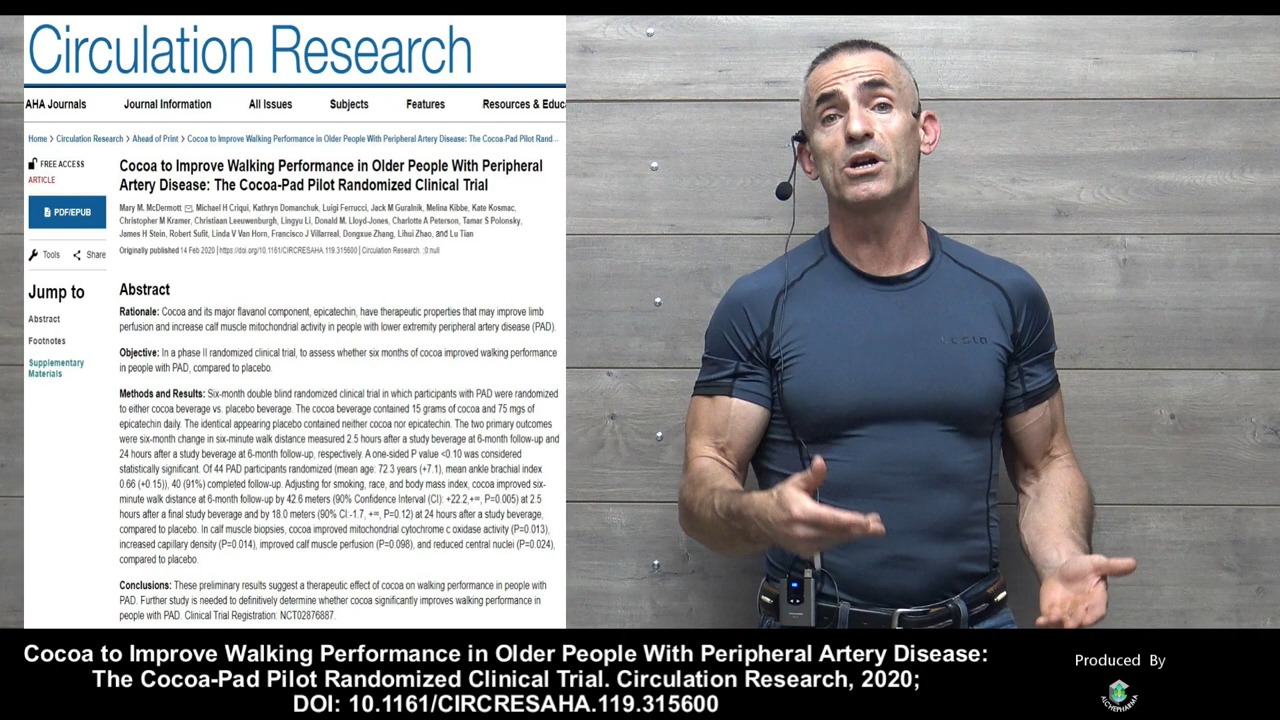 Circulation Research
AHA Journals Journal Information All Issues Subjects Features Resources & Educ
Home > Circulation Research > Ahead of Print > Cocoa to Improve Walking Performance in Older People With Peripheral Artery Disease: The Cocoa-Pad Pilot Rand...
FREE ACCESS
ARTICLE
PDF/EPUB
Tools Share
Jump to
Abstract
Footnotes
Supplementary
Materials
Cocoa to Improve Walking Performance in Older People With Peripheral
Artery Disease: The Cocoa-Pad Pilot Randomized Clinical Trial
Mary M. McDermott, Michael H Criqui, Kathryn Domanchuk, Luigi Ferrucci, Jack M Guralnik, Melina Kibbe, Kate Kosmac,
Christopher M Kramer, Christiaan Leeuwenburgh, Lingyu Li, Donald M. Lloyd-Jones, Charlotte A Peterson, Tamar S Polonsky,
James H Stein, Robert Sufit, Linda V Van Horn, Francisco J Villarreal, Dongxue Zhang, Lihui Zhao, and Lu Tian
Originally published 14 Feb 2020 | https://doi.org/10.1161/CIRCRESAHA.119.315600 | Circulation Research. ;0:null
Abstract
Rationale: Cocoa and its major flavanol component, epicatechin, have therapeutic properties that may improve limb
perfusion and increase calf muscle mitochondrial activity in people with lower extremity peripheral artery disease (PAD).
Objective: In a phase II randomized clinical trial, to assess whether six months of cocoa improved walking performance
in people with PAD, compared to placebo.
Methods and Results: Six-month double blind randomized clinical trial in which participants with PAD were randomized
to either cocoa beverage vs. placebo beverage. The cocoa beverage contained 15 grams of cocoa and 75 mgs of
epicatechin daily. The identical appearing placebo contained neither cocoa nor epicatechin. The two primary outcomes
were six-month change in six-minute walk distance measured 2.5 hours after a study beverage at 6-month follow-up and
24 hours after a study beverage at 6-month follow-up, respectively. A one-sided P value <0.10 was considered
statistically significant. Of 44 PAD participants randomized (mean age: 72.3 years (+7.1), mean ankle brachial index
0.66 (+0.15)), 40 (91%) completed follow-up. Adjusting for smoking, race, and body mass index, cocoa improved six-
minute walk distance at 6-month follow-up by 42.6 meters (90% Confidence Interval (CI): +22.2,+∞, P=0.005) at 2.5
hours after a final study beverage and by 18.0 meters (90% CI:-1.7, +∞, P=0.12) at 24 hours after a study beverage,
compared to placebo. In calf muscle biopsies, cocoa improved mitochondrial cytochrome c oxidase activity (P=0.013),
increased capillary density (P=0.014), improved calf muscle perfusion (P=0.098), and reduced central nuclei (P=0.024),
compared to placebo.
Conclusions: These preliminary results suggest a therapeutic effect of cocoa on walking performance in people with
PAD. Further study is needed to definitively determine whether cocoa significantly improves walking performance in
people with PAD. Clinical Trial Registration: NCT02876887.
Tesla
Cocoa to Improve Walking Performance in Older People With Peripheral Artery Disease:
The Cocoa-Pad Pilot Randomized Clinical Trial. Circulation Research, 2020;
DOI: 10.1161/CIRCRESAHA.119.315600
Produced By
ALCHEPHARMA